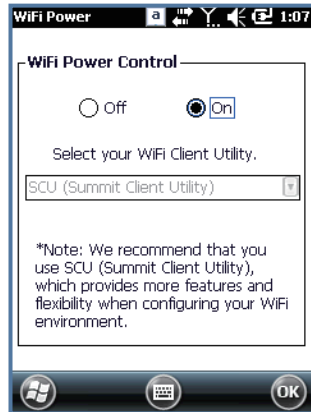 WiFi Power a 1:07
WiFi Power Control
Off On
Select your WiFi Client Utility.
SCU (Summit Client Utility)
*Note: We recommend that you
use SCU (Summit Client Utility),
which provides more features and
flexibility when configuring your WiFi
environment.
OK